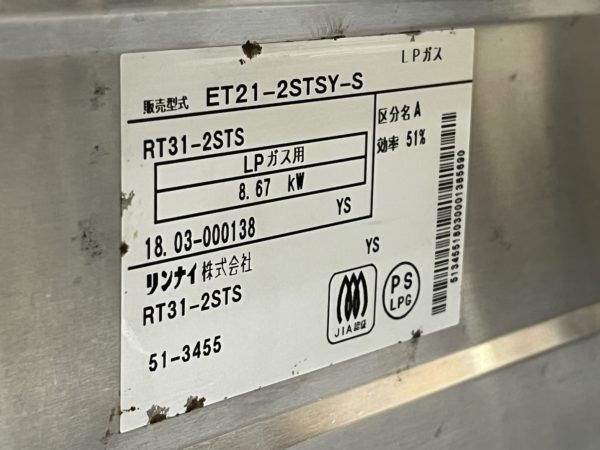 LPガス
販売型式 ET21-2STSY-S
RT31-2STS
LPガス用
8.67 kW
YS
18.03-000138
区分名 A
効率 51%
リンナイ株式会社
YS
RT31-2STS
51-3455
JIA認証
PS
LPG
51345518030001385690